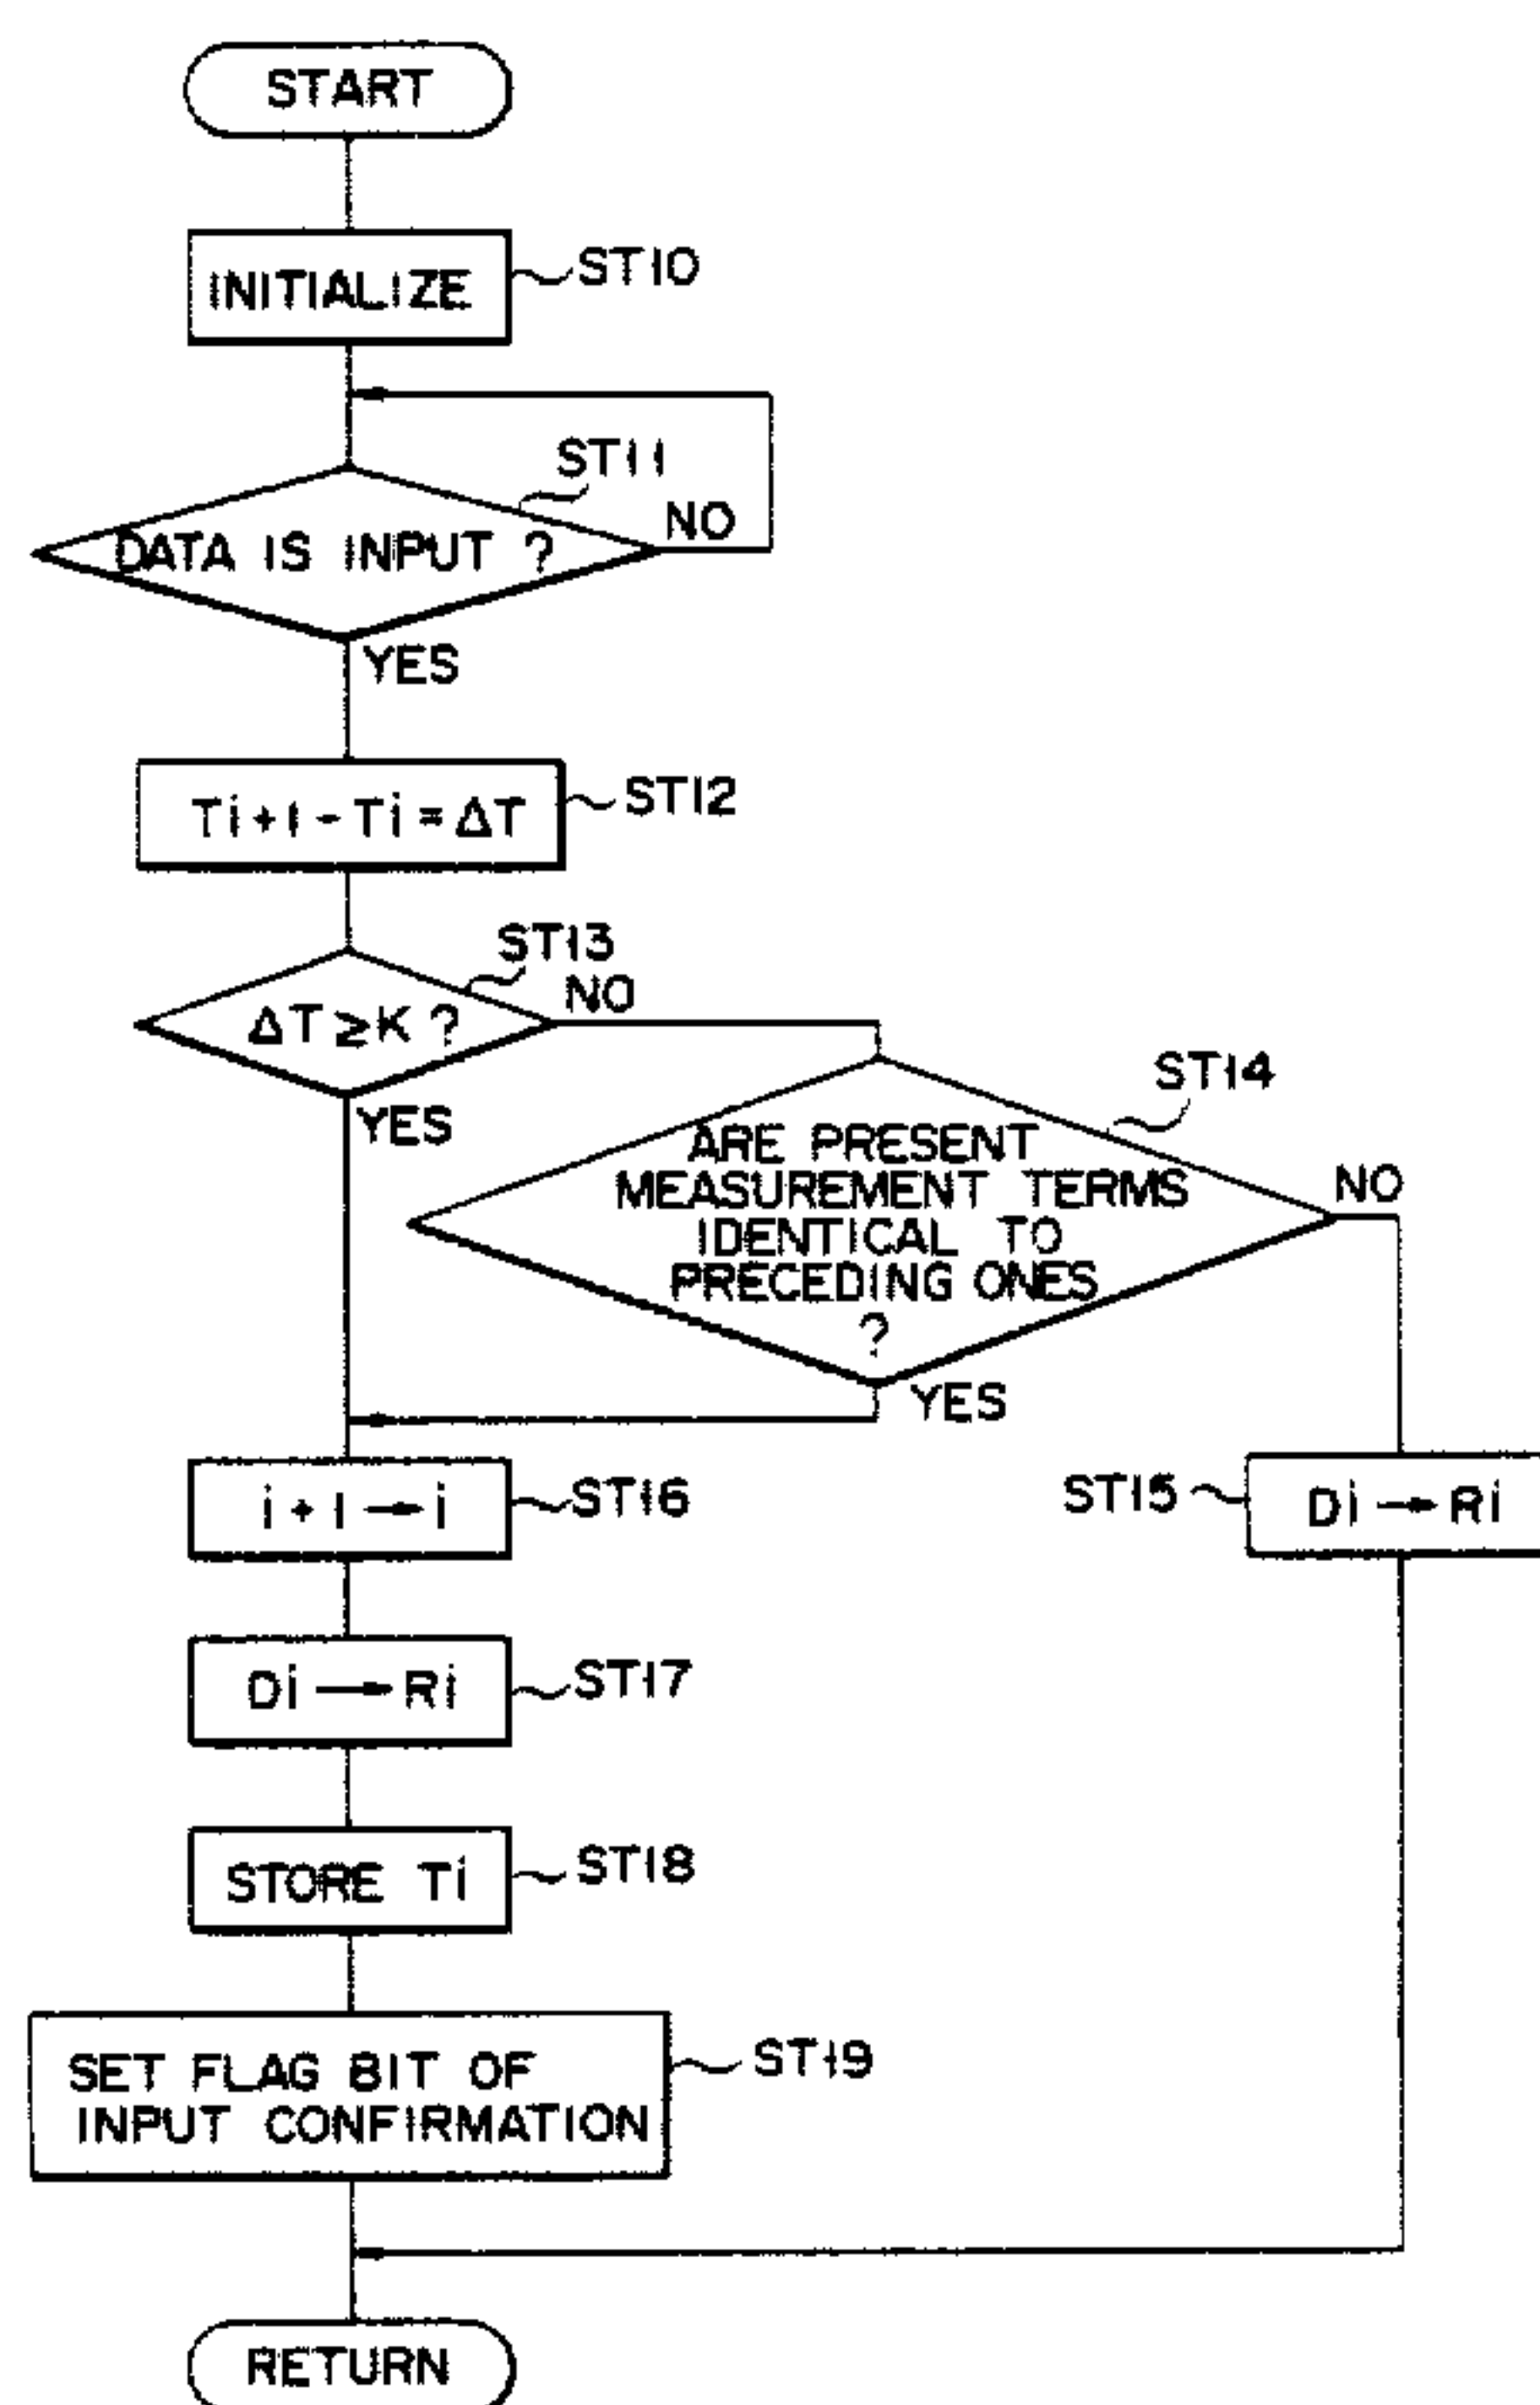 START
INITIALIZE
ST10
ST11
DATA IS INPUT ?
NO
YES
Ti+1-Ti=ΔT
ST12
ST13
ΔT≥K ?
NO
YES
ST14
ARE PRESENT
MEASUREMENT TERMS
IDENTICAL TO
PRECEDING ONES
?
NO
YES
i+1→i
ST16
ST15
Di→Ri
Di→Ri
ST17
STORE Ti
ST18
SET FLAG BIT OF
INPUT CONFIRMATION
ST19
RETURN